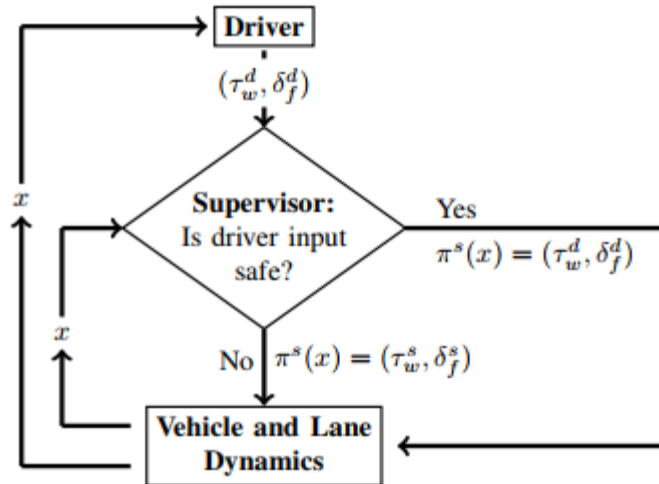 Driver
(τ_w^d, δ_f^d)
x
Supervisor:
Is driver input
safe?
Yes
π^s(x) = (τ_w^d, δ_f^d)
x
No
π^s(x) = (τ_w^s, δ_f^s)
Vehicle and Lane
Dynamics